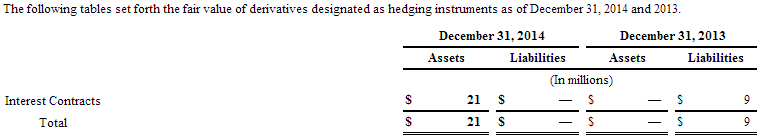 The following tables set forth the fair value of derivatives designated as hedging instruments as of December 31, 2014 and 2013.
December 31, 2014 December 31, 2013
Assets Liabilities Assets Liabilities
(In millions)
Interest Contracts $ 21 $ — $ — $ 9
Total $ 21 $ — $ — $ 9